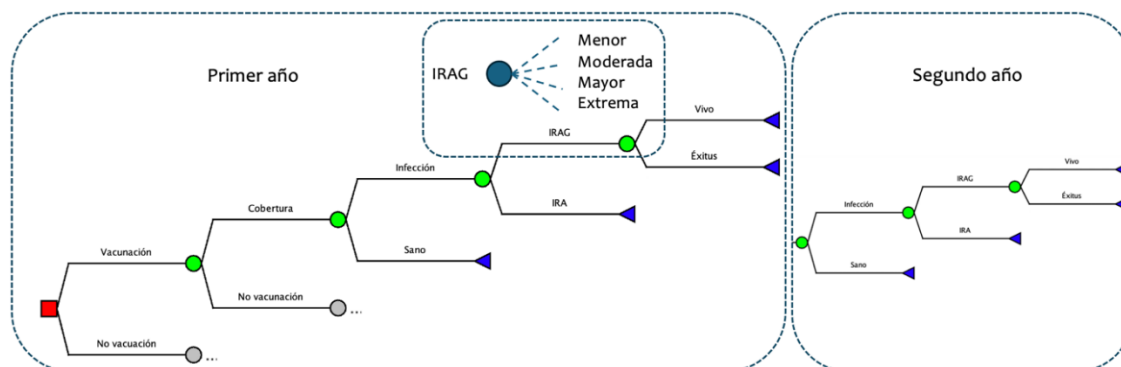 Primer año
IRAG
Menor
Moderada
Mayor
Extrema
Vivo
IRAG
Éxitus
Infección
IRA
Cobertura
Sano
Vacunación
No vacunación
...
No vacuación
...
Segundo año
Vivo
IRAG
Éxitus
Infección
IRA
Sano